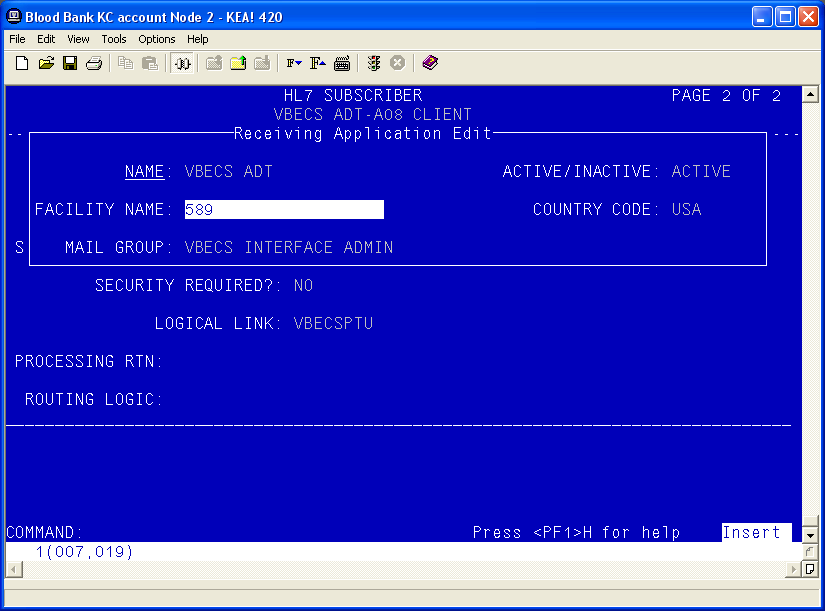 Blood Bank KC account Node 2 - KEA! 420
File Edit View Tools Options Help
HL7 SUBSCRIBER PAGE 2 OF 2
VBECS ADT-A08 CLIENT
--Receiving Application Edit---
NAME: VBECS ADT ACTIVE/INACTIVE: ACTIVE
FACILITY NAME: 589 COUNTRY CODE: USA
S MAIL GROUP: VBECS INTERFACE ADMIN
SECURITY REQUIRED?: NO
LOGICAL LINK: VBECSPTU
PROCESSING RTN:
ROUTING LOGIC:
COMMAND: Press <PF1>H for help Insert
1(007,019)